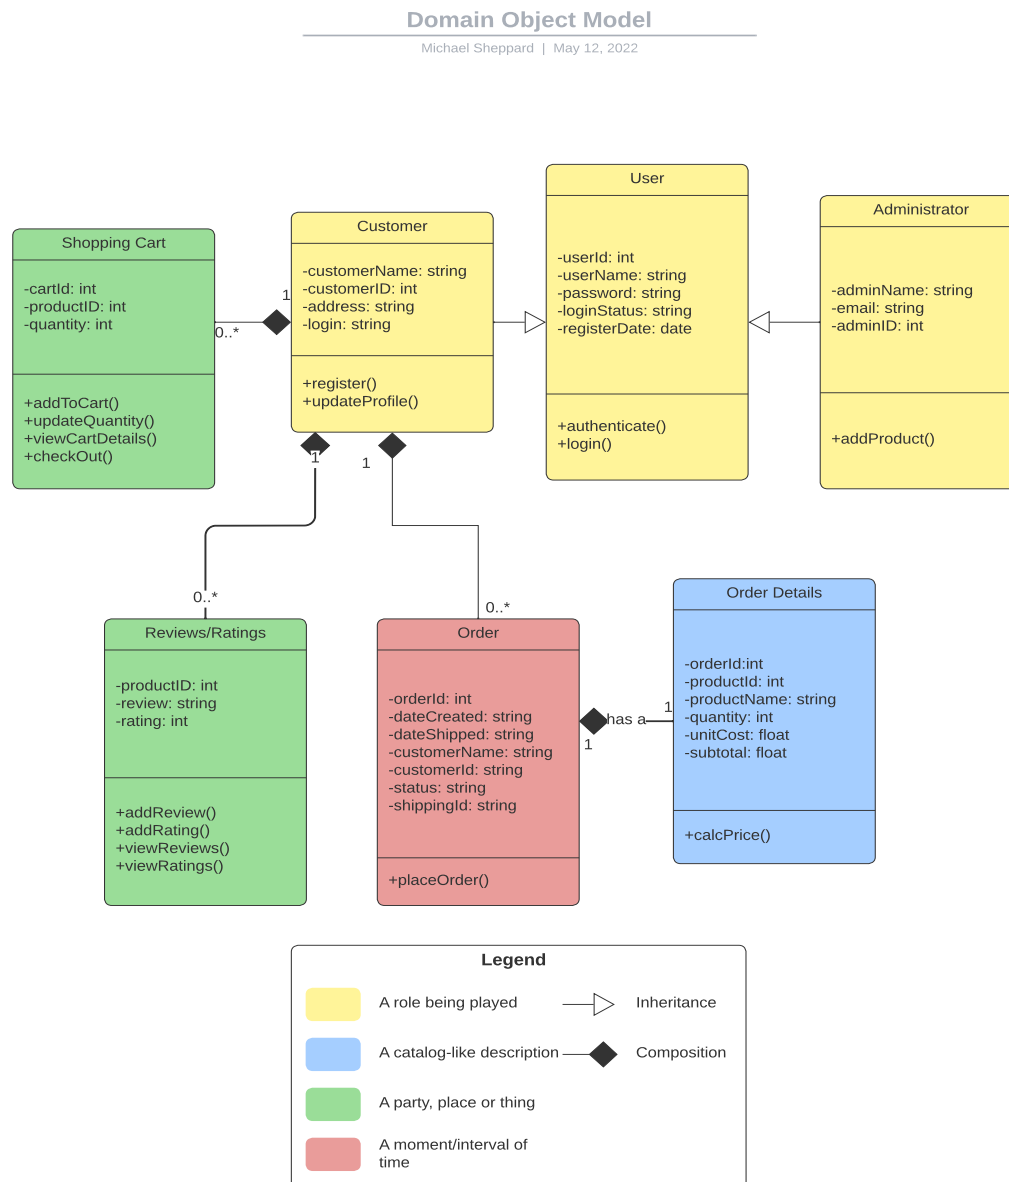 Domain Object Model
Michael Sheppard | May 12, 2022
User
-userId: int
-userName: string
-password: string
-loginStatus: string
-registerDate: date
+authenticate()
+login()
Administrator
-adminName: string
-email: string
-adminID: int
+addProduct()
Customer
-customerName: string
-customerID: int
-address: string
-login: string
+register()
+updateProfile()
Shopping Cart
-cartId: int
-productID: int
-quantity: int
+addToCart()
+updateQuantity()
+viewCartDetails()
+checkOut()
1
0..*
1
1
0..*
0..*
Reviews/Ratings
-productID: int
-review: string
-rating: int
+addReview()
+addRating()
+viewReviews()
+viewRatings()
Order
-orderId: int
-dateCreated: string
-dateShipped: string
-customerName: string
-customerId: string
-status: string
-shippingId: string
+placeOrder()
has a
1
1
Order Details
-orderId:int
-productId: int
-productName: string
-quantity: int
-unitCost: float
-subtotal: float
+calcPrice()
Legend
A role being played
Inheritance
A catalog-like description
Composition
A party, place or thing
A moment/interval of
time